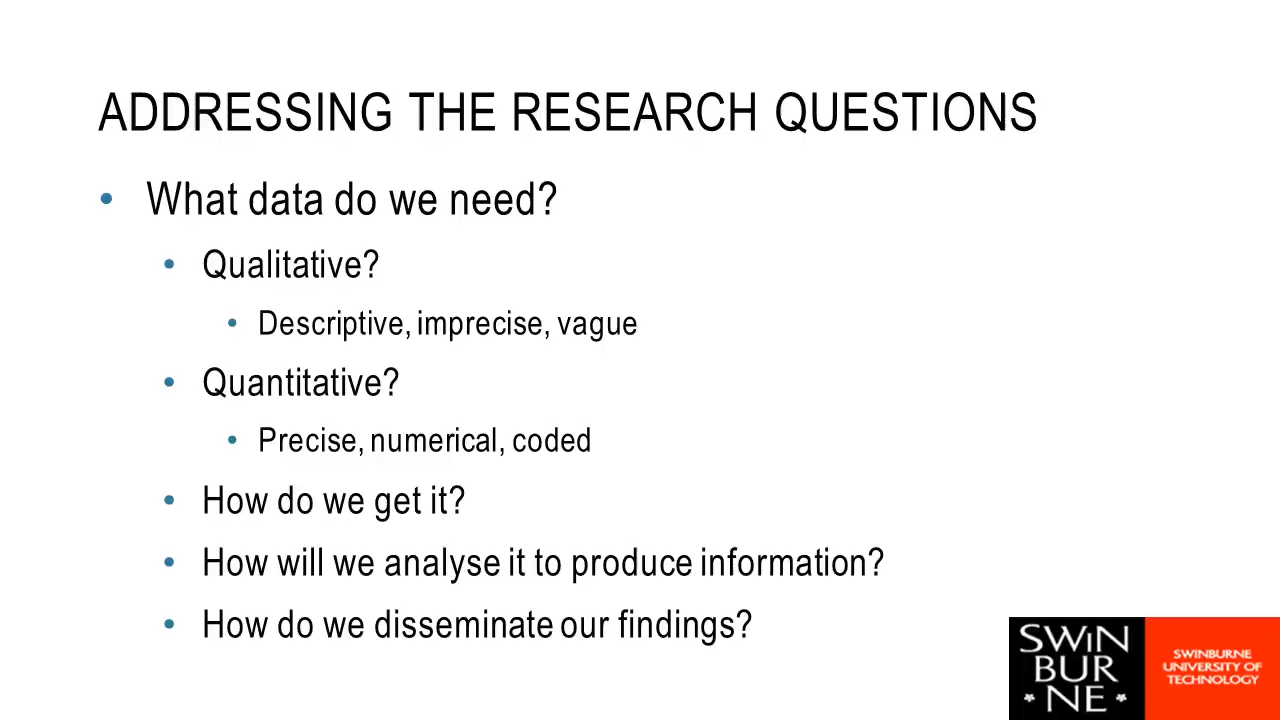 ADDRESSING THE RESEARCH QUESTIONS
• What data do we need?
• Qualitative?
• Descriptive, imprecise, vague
• Quantitative?
• Precise, numerical, coded
• How do we get it?
• How will we analyse it to produce information?
• How do we disseminate our findings?
SWiN
BUR
* NE *
SWINBURNE
UNIVERSITY OF
TECHNOLOGY